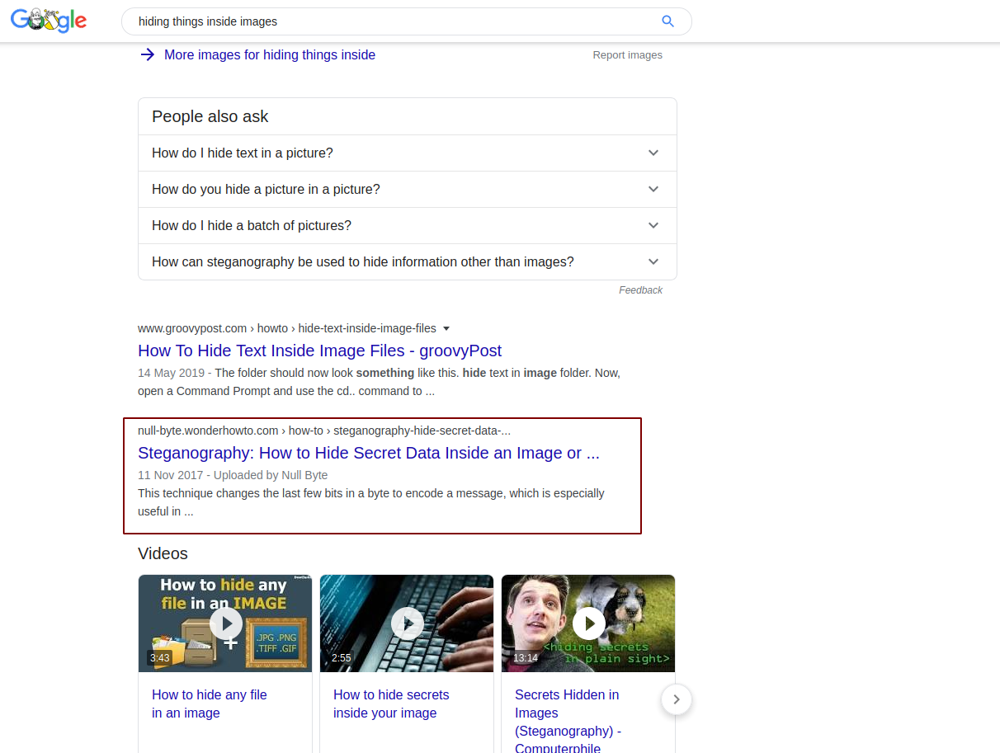 Google
hiding things inside images
More images for hiding things inside
Report images
People also ask
How do I hide text in a picture?
How do you hide a picture in a picture?
How do I hide a batch of pictures?
How can steganography be used to hide information other than images?
Feedback
www.groovypost.com › howto › hide-text-inside-image-files
How To Hide Text Inside Image Files - groovyPost
14 May 2019 - The folder should now look something like this. hide text in image folder. Now,
open a Command Prompt and use the cd.. command to ...
null-byte.wonderhowto.com › how-to › steganography-hide-secret-data-...
Steganography: How to Hide Secret Data Inside an Image or ...
11 Nov 2017 - Uploaded by Null Byte
This technique changes the last few bits in a byte to encode a message, which is especially
useful in ...
Videos
How to hide any
file in an IMAGE
.JPG .PNG
.TIFF .GIF
3:43
2:55
<hiding secrets
in plain sight>
13:14
How to hide any file
in an image
How to hide secrets
inside your image
Secrets Hidden in
Images
(Steganography) -
Computerphile